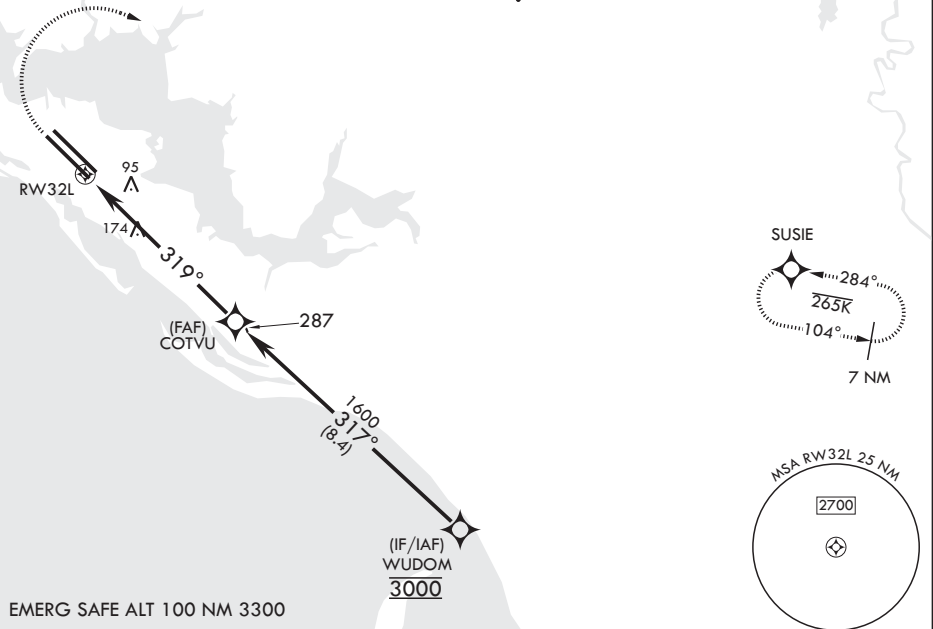 95
RW32L
174
319°
SUSIE
284°
265K
104°
7 NM
(FAF)
COTVU
287
1600
317°
(8.4)
MSA RW32L 25 NM
2700
(IF/IAF)
WUDOM
3000
EMERG SAFE ALT 100 NM 3300